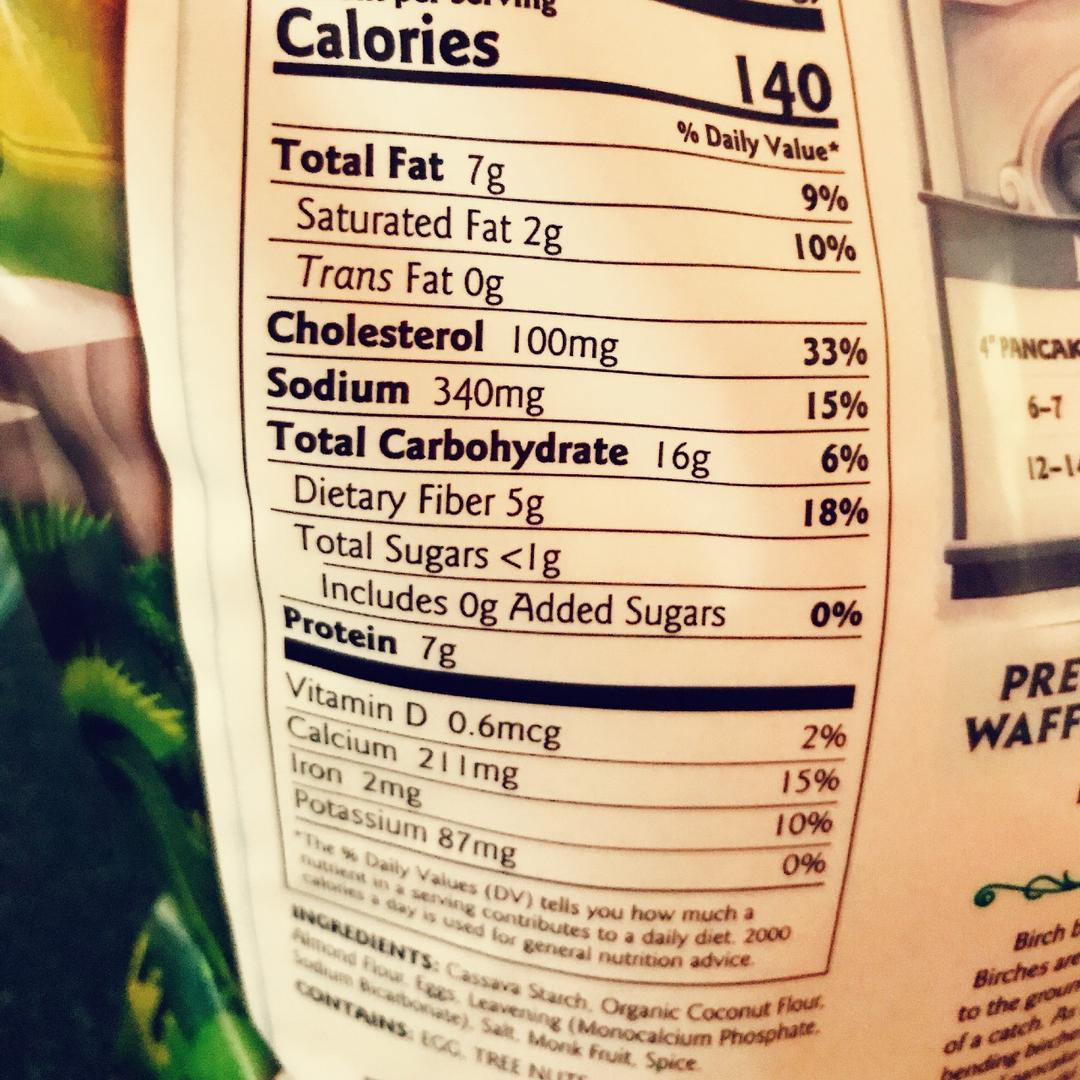 per serving
Calories 140
% Daily Value*
Total Fat 7g 9%
Saturated Fat 2g 10%
Trans Fat 0g
Cholesterol 100mg 33%
Sodium 340mg 15%
Total Carbohydrate 16g 6%
Dietary Fiber 5g 18%
Total Sugars <1g
Includes 0g Added Sugars 0%
Protein 7g
Vitamin D 0.6mcg 2%
Calcium 211mg 15%
Iron 2mg 10%
Potassium 87mg 0%
*The % Daily Values (DV) tells you how much a
nutrient in a serving contributes to a daily diet. 2000
calories a day is used for general nutrition advice.
INGREDIENTS: Cassava Starch, Organic Coconut Flour,
Almond Flour, Eggs, Leavening (Monocalcium Phosphate,
Sodium Bicarbonate), Salt, Monk Fruit, Spice.
CONTAINS: EGG, TREE NUTS
4" PANCAK
6-7
12-14
PRE
WAFF
Birch b
Birches are
to the groun
of a catch. As
bending birche